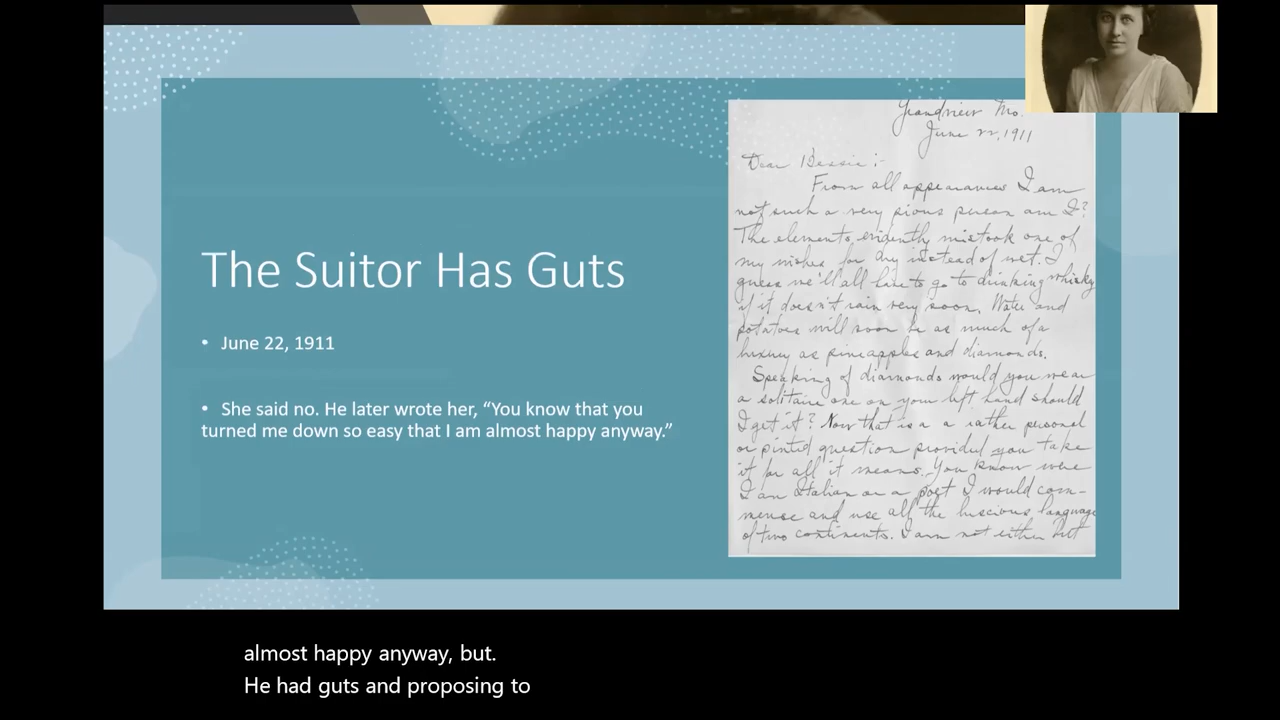 The Suitor Has Guts
• June 22, 1911
• She said no. He later wrote her, “You know that you
turned me down so easy that I am almost happy anyway.”
Grandview Mo.
June 22, 1911
Dear Bessie :-
From all appearances I am
not such a very pious person am I?
The elements evidently mistook one of
my wishes for dry instead of wet. I
guess we'll all have to go to drinking whisky
if it doesn't rain very soon. Water and
potatoes will soon be as much of a
luxury as pineapples and diamonds.
Speaking of diamonds would you wear
a solitaire one on your left hand should
I get it? Now that is a a rather personal
or pinted question provided you take
it for all it means. You know were
I am Italian or a poet I would com-
mence and use all the luscious language
of two continents. I am not either but
almost happy anyway, but.
He had guts and proposing to